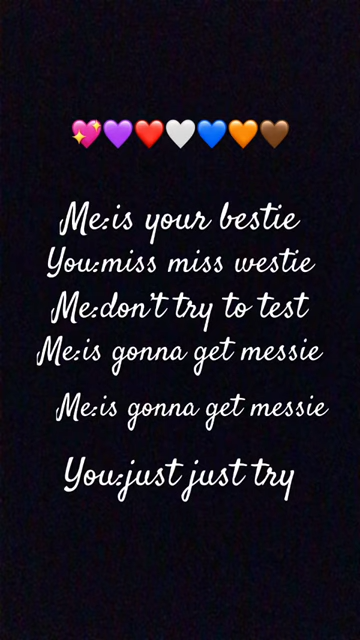 💖💜❤️🤍💙🧡🤎
Me:is your bestie
You:miss miss westie
Me:don't try to test
Me:is gonna get messie
Me:is gonna get messie
You:just just try